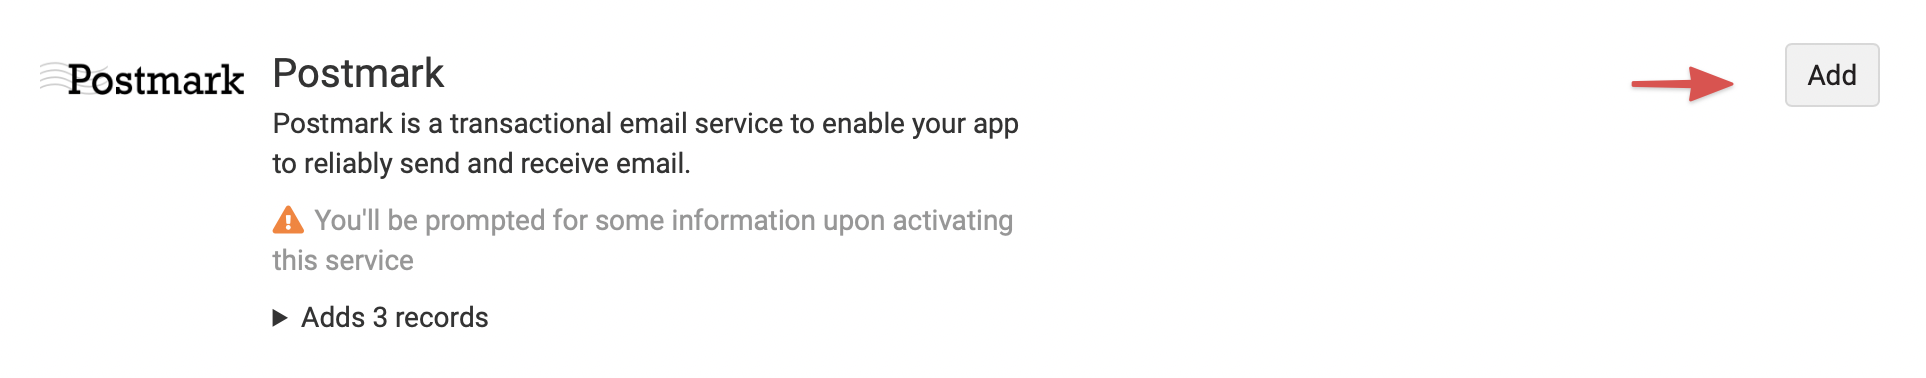 Postmark
Postmark
Add
Postmark is a transactional email service to enable your app
to reliably send and receive email.
You'll be prompted for some information upon activating
this service
Adds 3 records